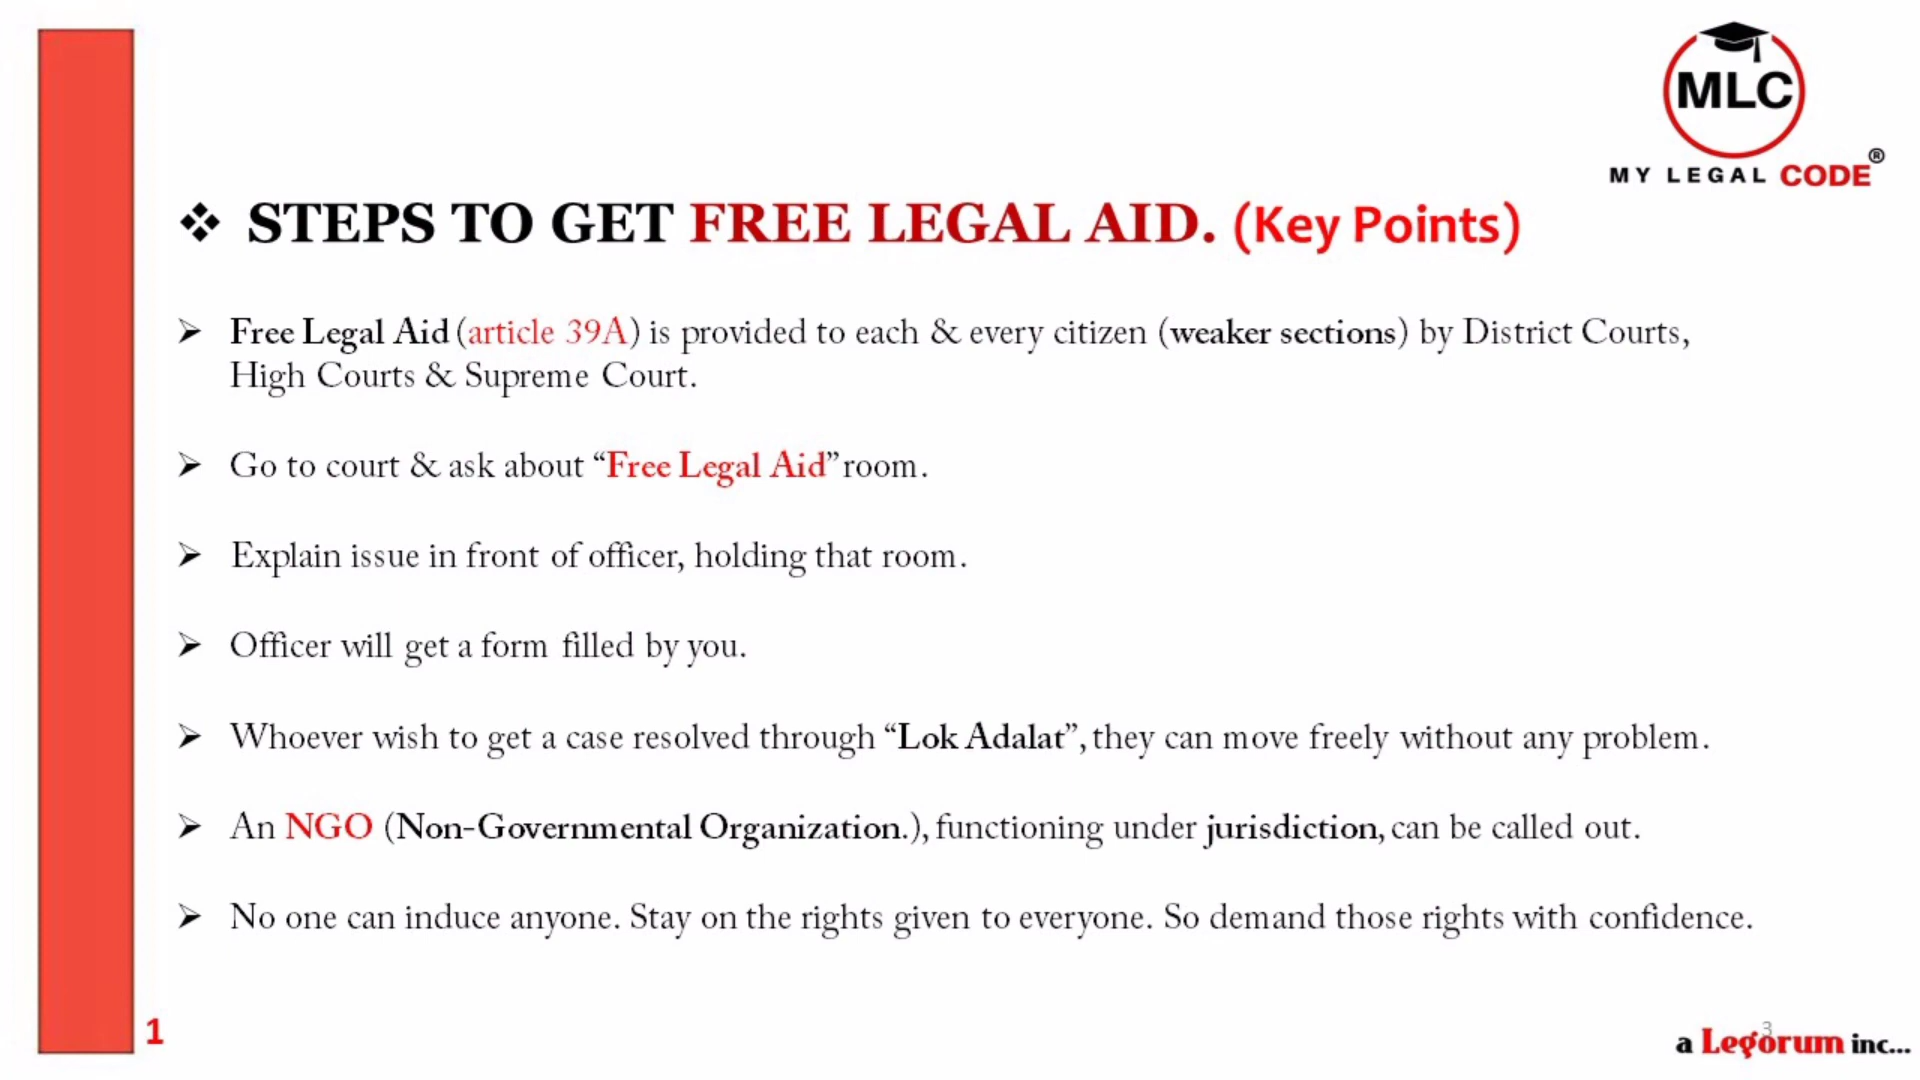 MLC
MY LEGAL CODE®
❖ STEPS TO GET FREE LEGAL AID. (Key Points)
➢ Free Legal Aid (article 39A) is provided to each & every citizen (weaker sections) by District Courts,
High Courts & Supreme Court.
➢ Go to court & ask about “Free Legal Aid” room.
➢ Explain issue in front of officer, holding that room.
➢ Officer will get a form filled by you.
➢ Whoever wish to get a case resolved through “Lok Adalat”, they can move freely without any problem.
➢ An NGO (Non-Governmental Organization.), functioning under jurisdiction, can be called out.
➢ No one can induce anyone. Stay on the rights given to everyone. So demand those rights with confidence.
1
3
a Legorum inc...